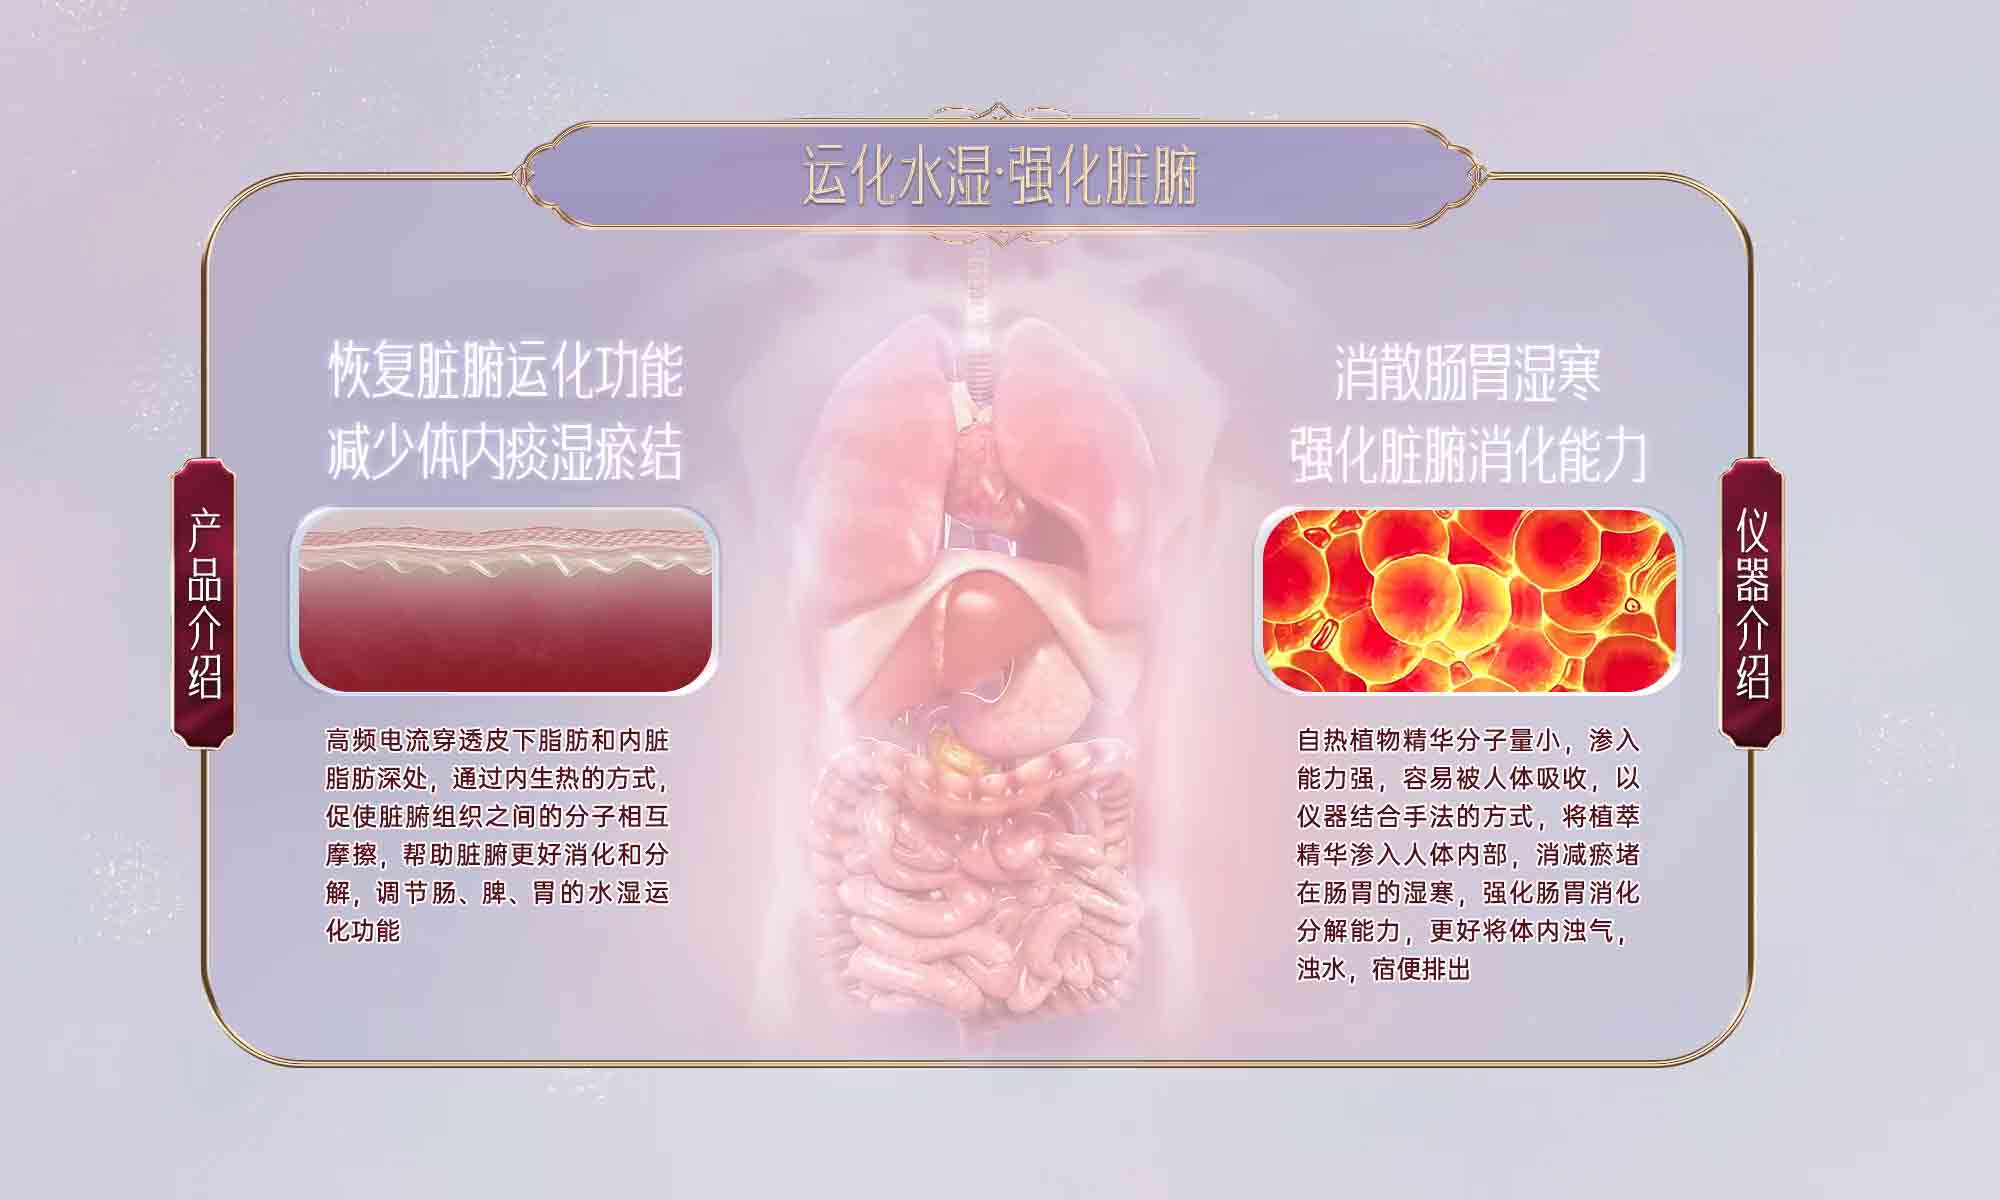 运化水湿·强化脏腑
产品介绍
恢复脏腑运化功能
减少体内痰湿瘀结
高频电流穿透皮下脂肪和内脏
脂肪深处，通过内生热的方式，
促使脏腑组织之间的分子相互
摩擦，帮助脏腑更好消化和分
解，调节肠、脾、胃的水湿运
化功能
消散肠胃湿寒
强化脏腑消化能力
自热植物精华分子量小，渗入
能力强，容易被人体吸收，以
仪器结合手法的方式，将植萃
精华渗入人体内部，消减瘀堵
在肠胃的湿寒，强化肠胃消化
分解能力，更好将体内浊气，
浊水，宿便排出
仪器介绍